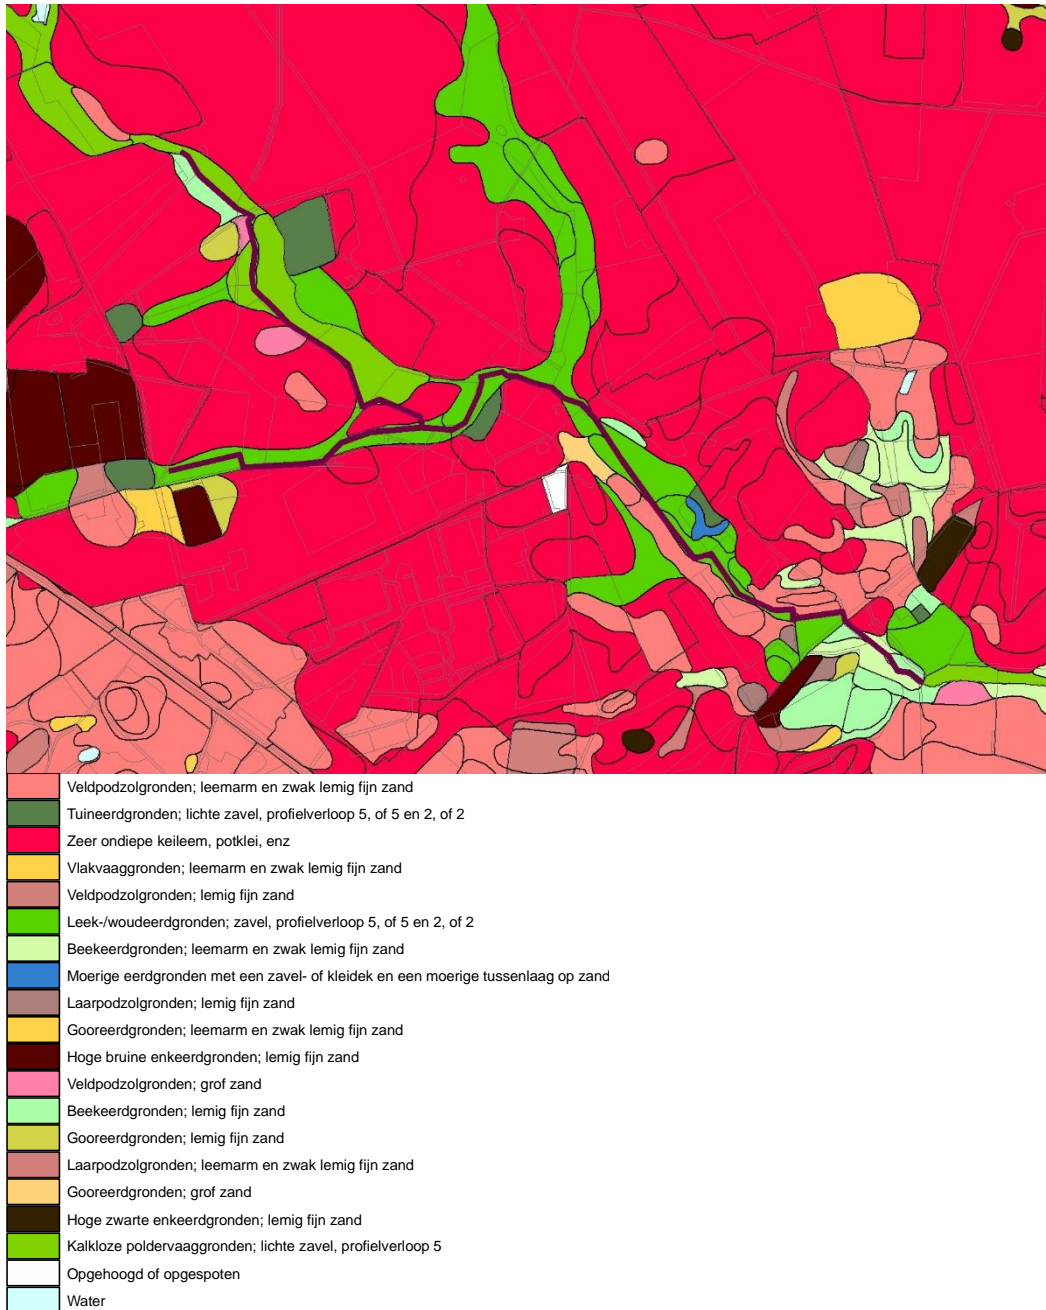 Veldpodzolgronden; leemarm en zwak lemig fijn zand
Tuineerdgronden; lichte zavel, profielverloop 5, of 5 en 2, of 2
Zeer ondiepe keileem, potklei, enz
Vlakvaaggronden; leemarm en zwak lemig fijn zand
Veldpodzolgronden; lemig fijn zand
Leek-/woudeerdgronden; zavel, profielverloop 5, of 5 en 2, of 2
Beekeerdgronden; leemarm en zwak lemig fijn zand
Moerige eerdgronden met een zavel- of kleidek en een moerige tussenlaag op zand
Laarpodzolgronden; lemig fijn zand
Gooreerdgronden; leemarm en zwak lemig fijn zand
Hoge bruine enkeerdgronden; lemig fijn zand
Veldpodzolgronden; grof zand
Beekeerdgronden; lemig fijn zand
Gooreerdgronden; lemig fijn zand
Laarpodzolgronden; leemarm en zwak lemig fijn zand
Gooreerdgronden; grof zand
Hoge zwarte enkeerdgronden; lemig fijn zand
Kalkloze poldervaaggronden; lichte zavel, profielverloop 5
Opgehoogd of opgespoten
Water